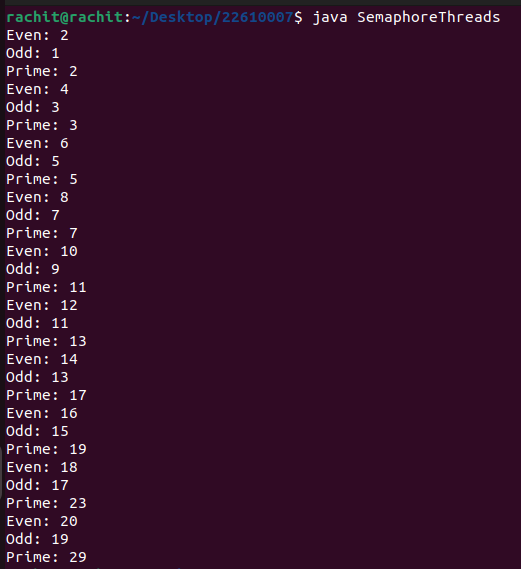 rachit@rachit:~/Desktop/22610007$ java SemaphoreThreads
Even: 2
Odd: 1
Prime: 2
Even: 4
Odd: 3
Prime: 3
Even: 6
Odd: 5
Prime: 5
Even: 8
Odd: 7
Prime: 7
Even: 10
Odd: 9
Prime: 11
Even: 12
Odd: 11
Prime: 13
Even: 14
Odd: 13
Prime: 17
Even: 16
Odd: 15
Prime: 19
Even: 18
Odd: 17
Prime: 23
Even: 20
Odd: 19
Prime: 29